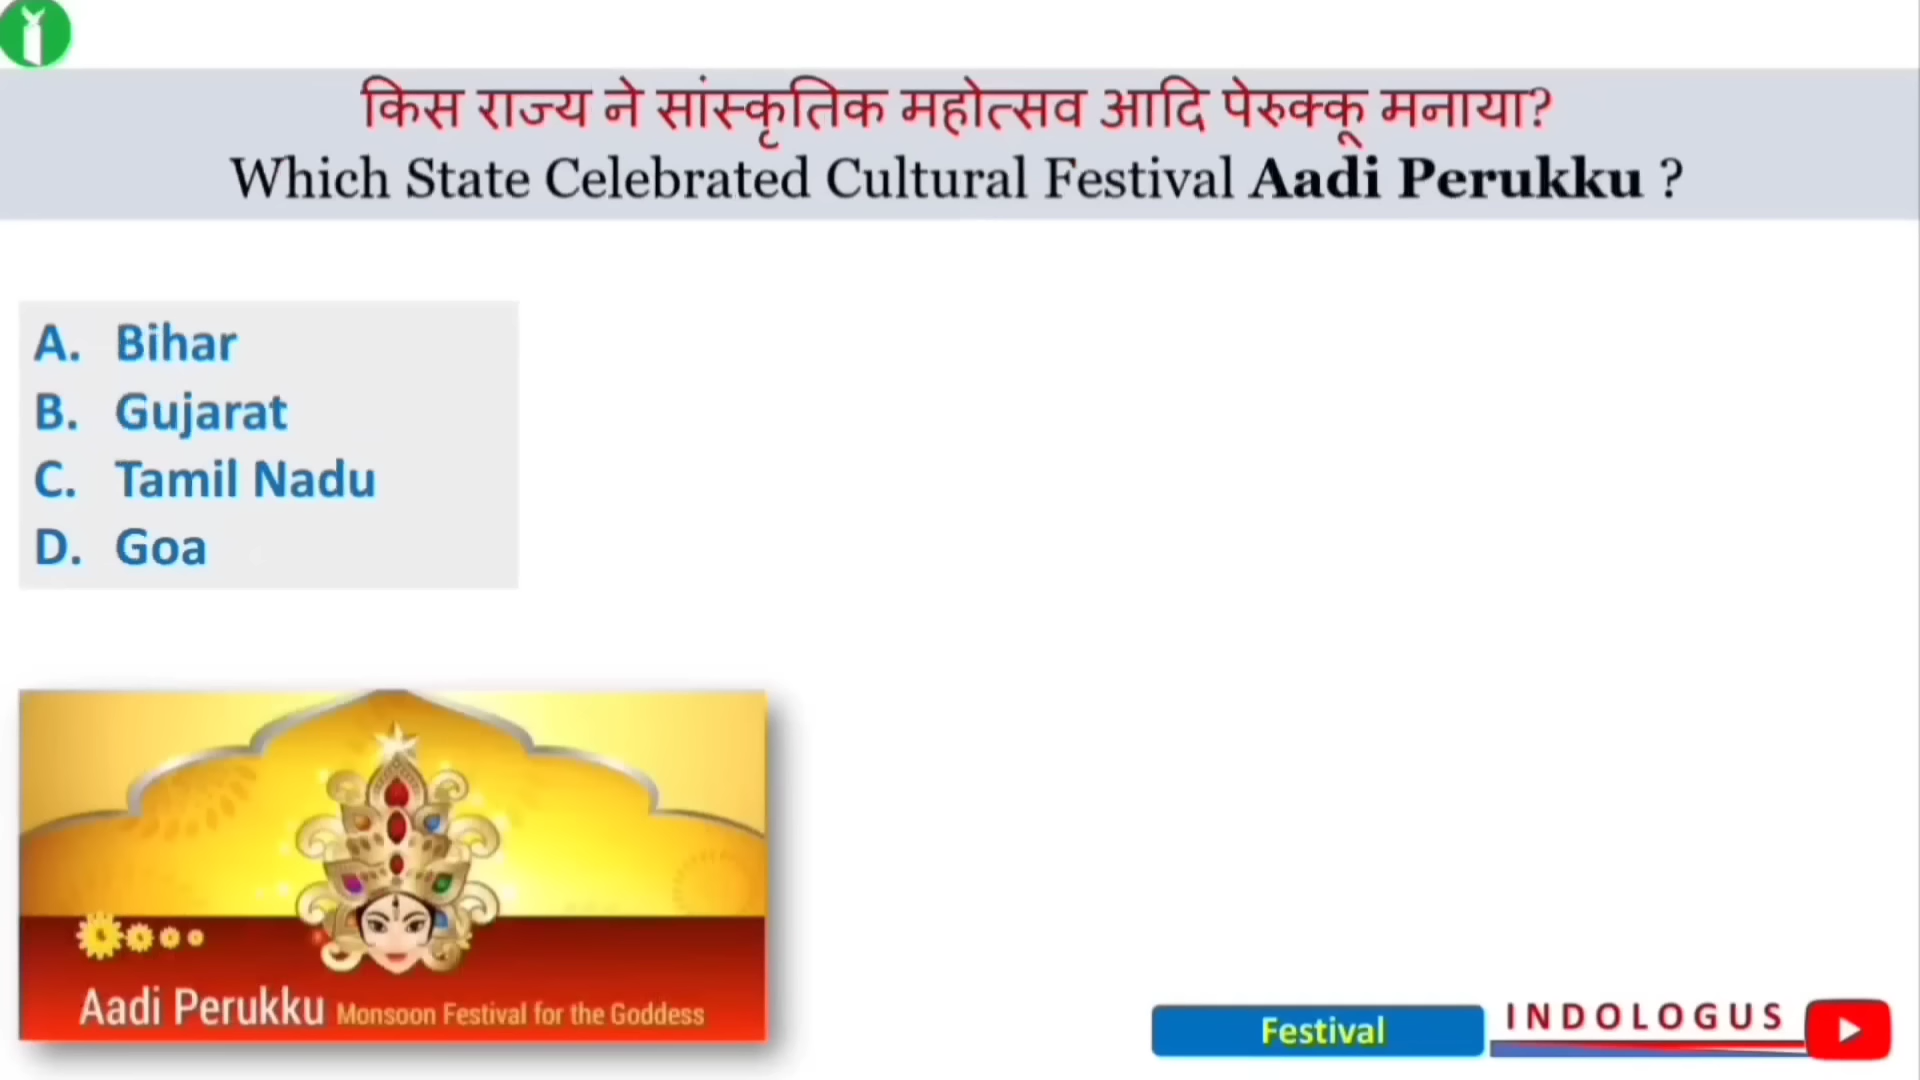 किस राज्य ने सांस्कृतिक महोत्सव आदि पेरुक्कू मनाया?
Which State Celebrated Cultural Festival Aadi Perukku ?
A. Bihar
B. Gujarat
C. Tamil Nadu
D. Goa
Aadi Perukku Monsoon Festival for the Goddess
Festival
INDOLOGUS